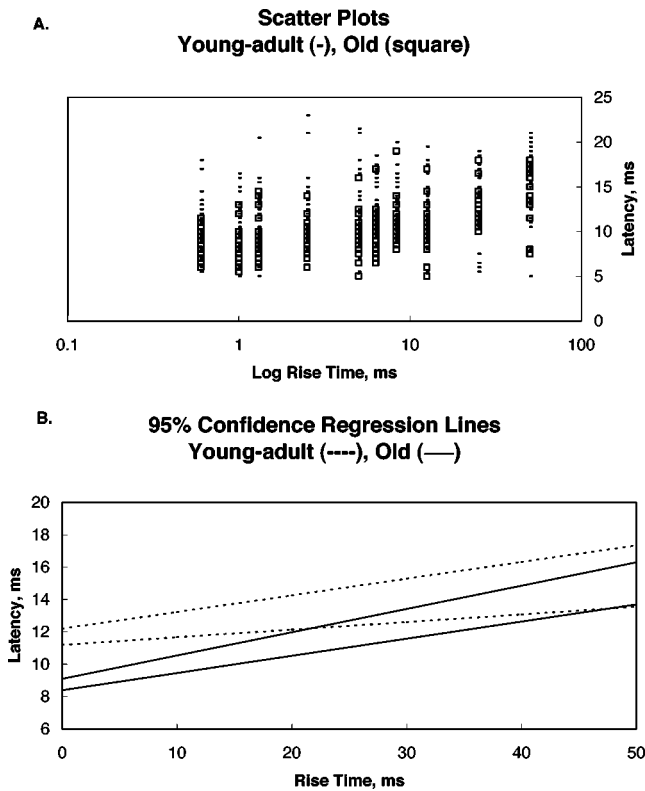 A.
Scatter Plots
Young-adult (-), Old (square)
25
20
15
10
5
0
Latency, ms
0.1 1 10 100
Log Rise Time, ms
B.
95% Confidence Regression Lines
Young-adult (----), Old (—)
20
18
16
14
12
10
8
6
Latency, ms
0 10 20 30 40 50
Rise Time, ms